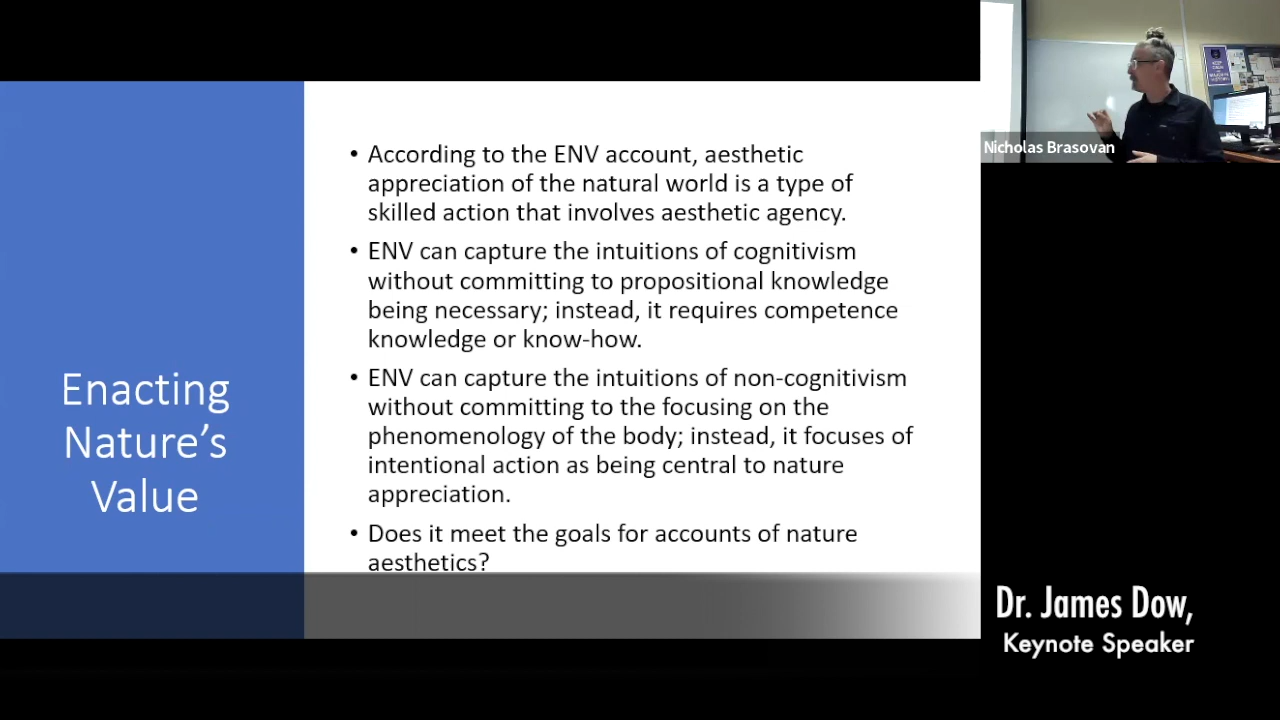 Enacting
Nature's
Value
• According to the ENV account, aesthetic
appreciation of the natural world is a type of
skilled action that involves aesthetic agency.
• ENV can capture the intuitions of cognitivism
without committing to propositional knowledge
being necessary; instead, it requires competence
knowledge or know-how.
• ENV can capture the intuitions of non-cognitivism
without committing to the focusing on the
phenomenology of the body; instead, it focuses of
intentional action as being central to nature
appreciation.
• Does it meet the goals for accounts of nature
aesthetics?
Nicholas Brasovan
Dr. James Dow,
Keynote Speaker